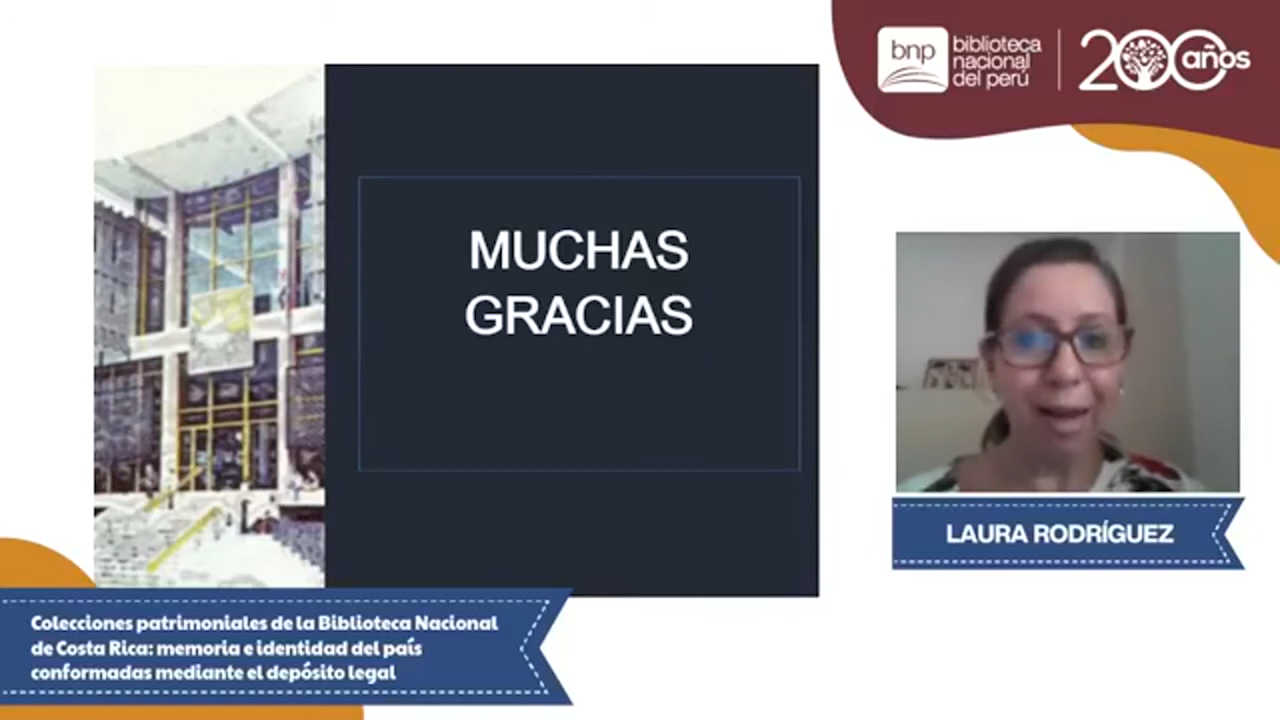 bnp
biblioteca
nacional
del perú
200 años
MUCHAS
GRACIAS
LAURA RODRÍGUEZ
Colecciones patrimoniales de la Biblioteca Nacional
de Costa Rica: memoria e identidad del país
conformadas mediante el depósito legal